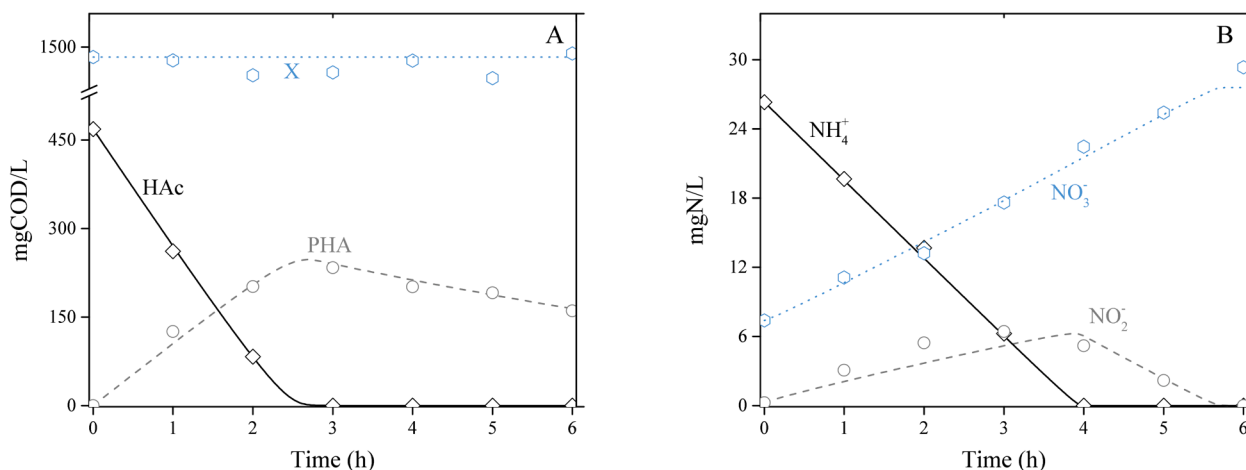 A
1500
X
450
HAc
300
PHA
150
0
0 1 2 3 4 5 6
Time (h)
mgCOD/L
B
30
NH₄⁺
24
18
NO₃⁻
12
NO₂⁻
6
0
0 1 2 3 4 5 6
Time (h)
mgN/L